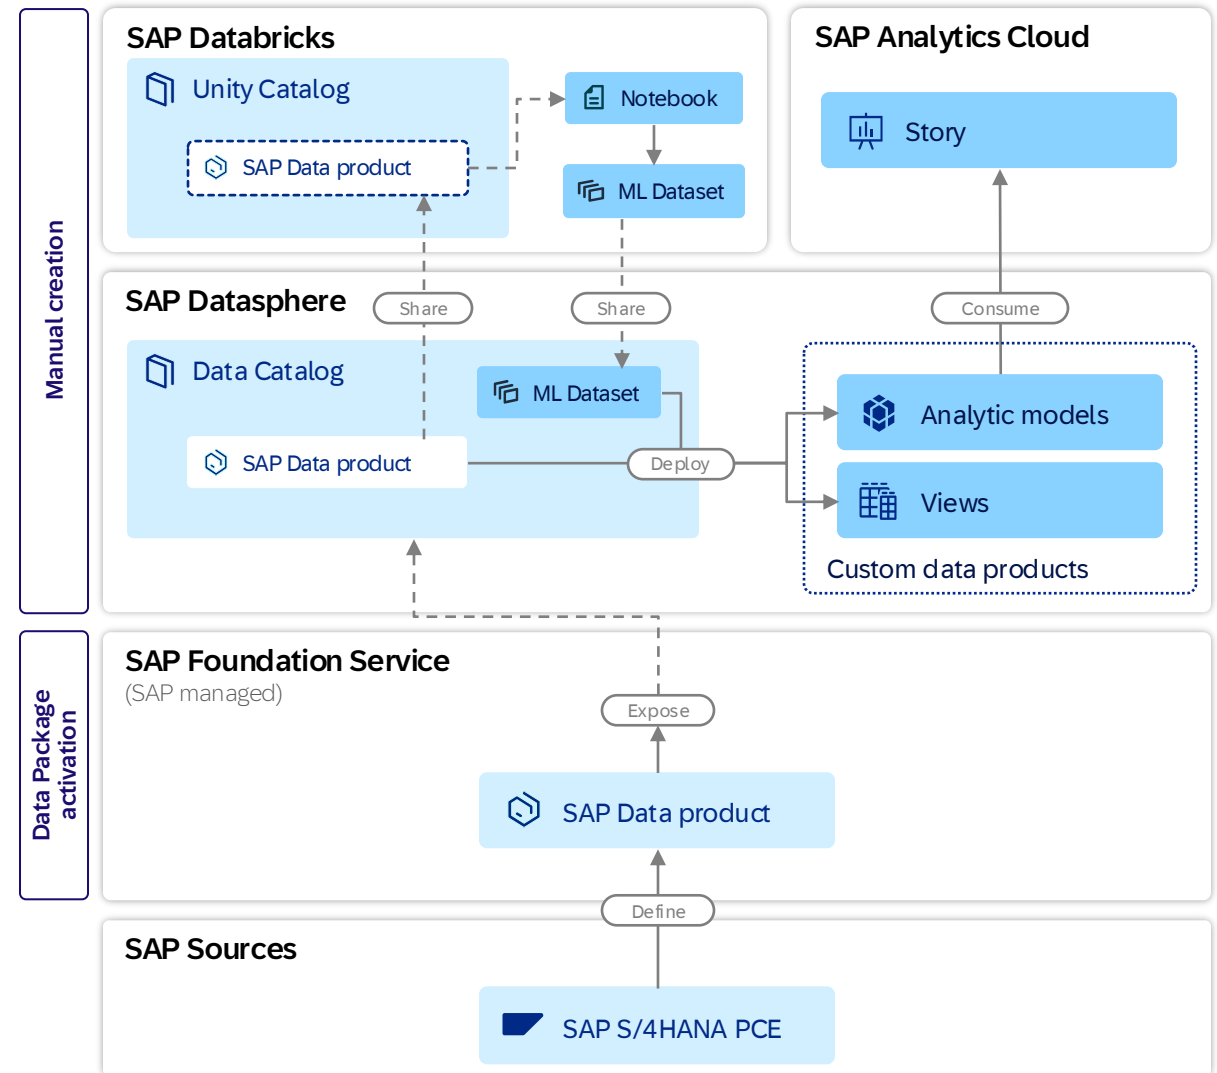 SAP Databricks
Unity Catalog
SAP Data product
Notebook
ML Dataset
SAP Analytics Cloud
Story
Manual creation
SAP Datasphere
Share
Share
Consume
Data Catalog
ML Dataset
SAP Data product
Deploy
Analytic models
Views
Custom data products
Data Package
activation
SAP Foundation Service
(SAP managed)
Expose
SAP Data product
Define
SAP Sources
SAP S/4HANA PCE